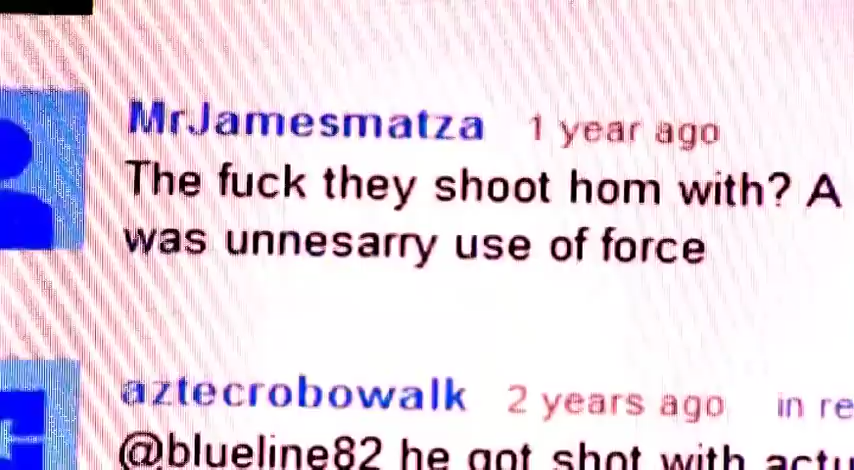 MrJamesmatza 1 year ago
The fuck they shoot hom with? A
was unnesarry use of force
aztecrobowalk 2 years ago in re
@blueline82 he got shot with actu